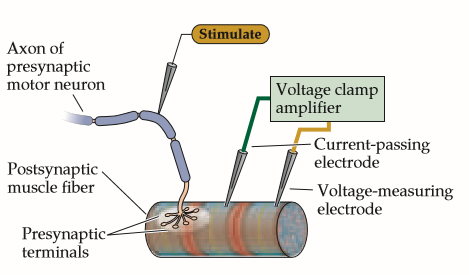 Stimulate
Axon of
presynaptic
motor neuron
Voltage clamp
amplifier
Current-passing
electrode
Postsynaptic
muscle fiber
Voltage-measuring
electrode
Presynaptic
terminals